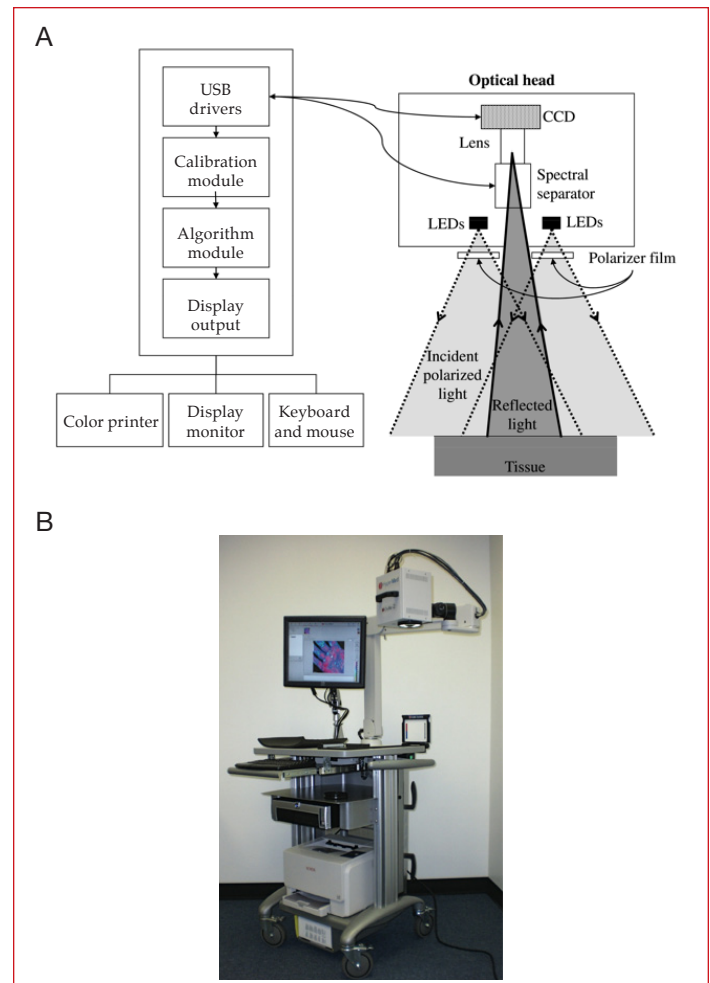 A
USB
drivers
Calibration
module
Algorithm
module
Display
output
Color printer
Display
monitor
Keyboard
and mouse
Optical head
CCD
Lens
Spectral
separator
LEDs
LEDs
Polarizer film
Incident
polarized
light
Reflected
light
Tissue
B